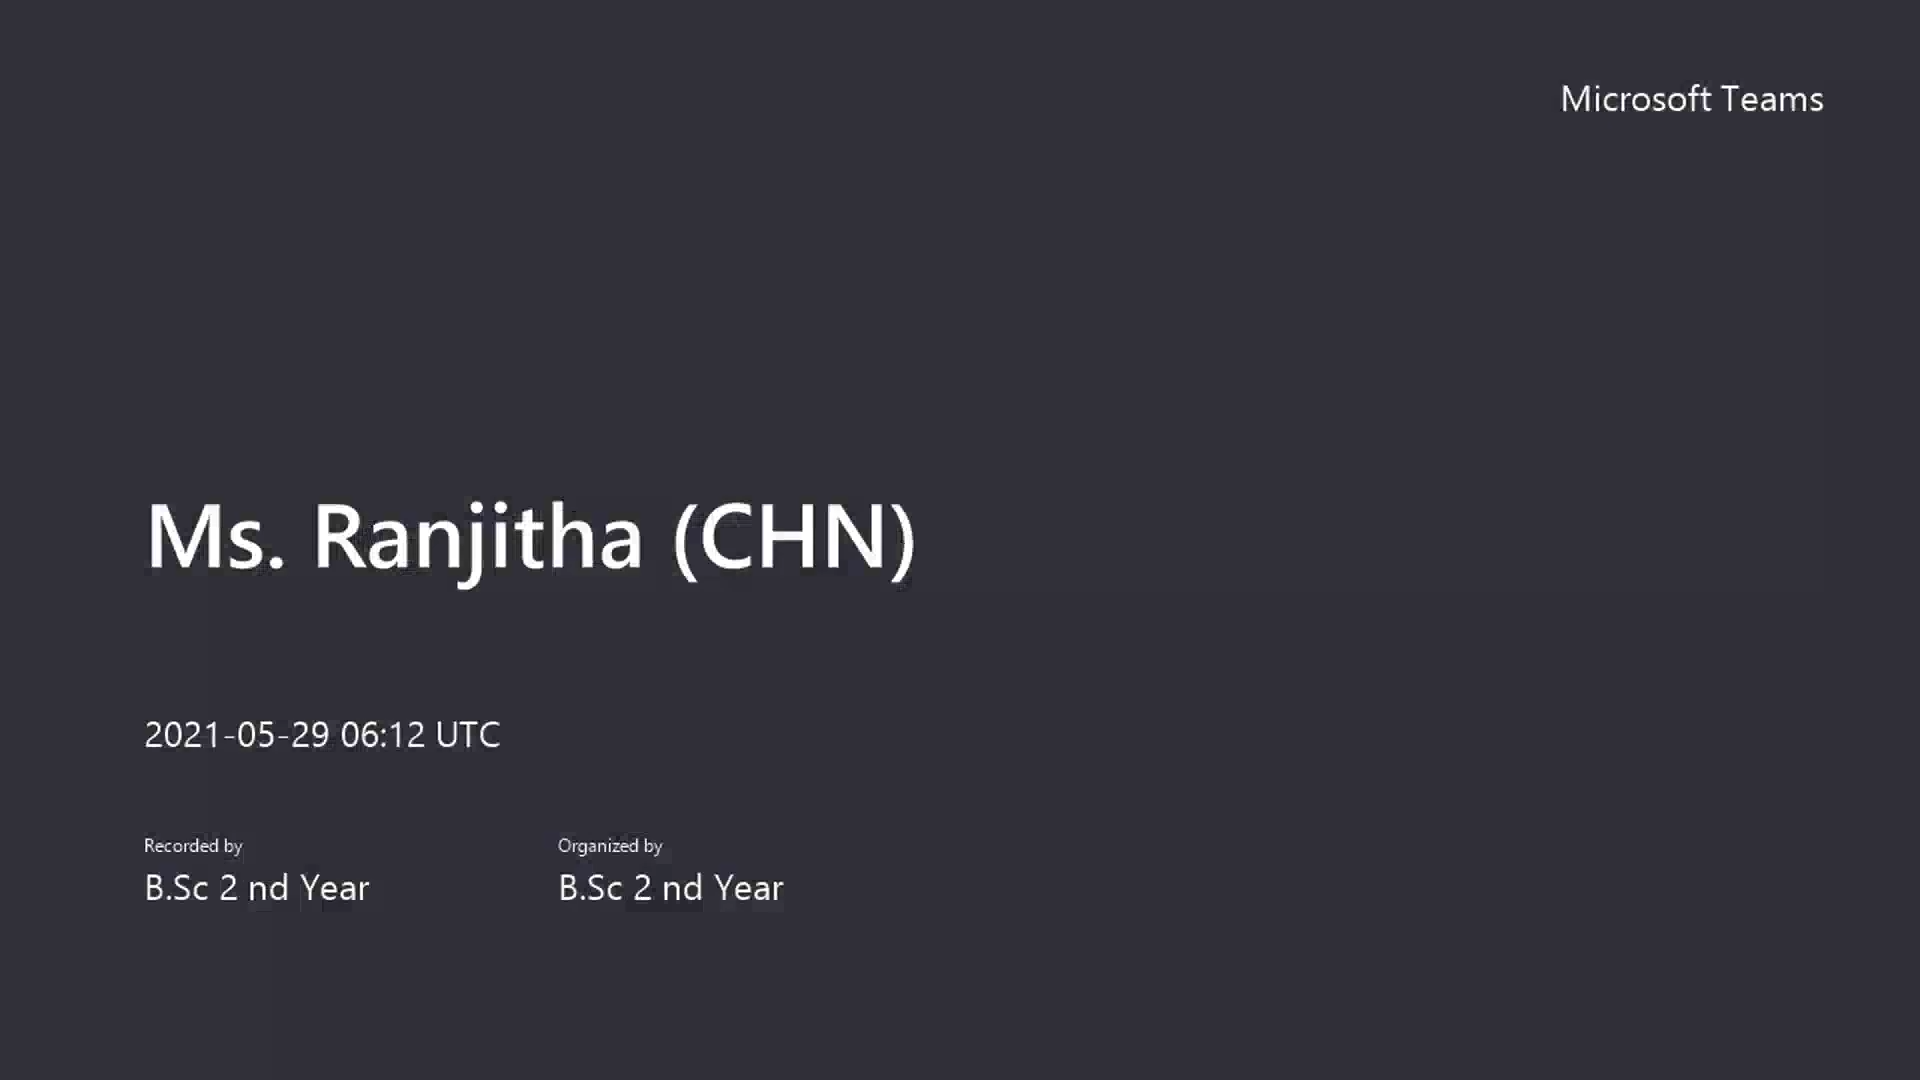 Microsoft Teams
Ms. Ranjitha (CHN)
2021-05-29 06:12 UTC
Recorded by
B.Sc 2 nd Year
Organized by
B.Sc 2 nd Year